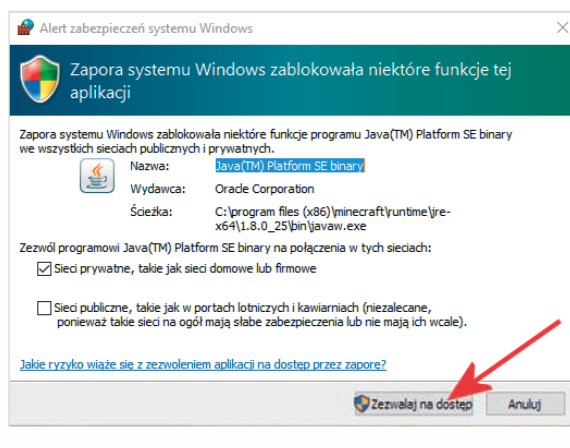 Alert zabezpieczeń systemu Windows
Zapora systemu Windows zablokowała niektóre funkcje tej
aplikacji
Zapora systemu Windows zablokowała niektóre funkcje programu Java(TM) Platform SE binary
we wszystkich sieciach publicznych i prywatnych.
Nazwa: Java(TM) Platform SE binary
Wydawca: Oracle Corporation
Ścieżka: C:\program files (x86)\minecraft\runtime\jre-
x64\1.8.0_25\bin\javaw.exe
Zezwól programowi Java(TM) Platform SE binary na połączenia w tych sieciach:
Sieci prywatne, takie jak sieci domowe lub firmowe
Sieci publiczne, takie jak w portach lotniczych i kawiarniach (niezalecane,
ponieważ takie sieci na ogół mają słabe zabezpieczenia lub nie mają ich wcale).
Jakie ryzyko wiąże się z zezwoleniem aplikacji na dostęp przez zaporę?
Zezwalaj na dostęp Anuluj